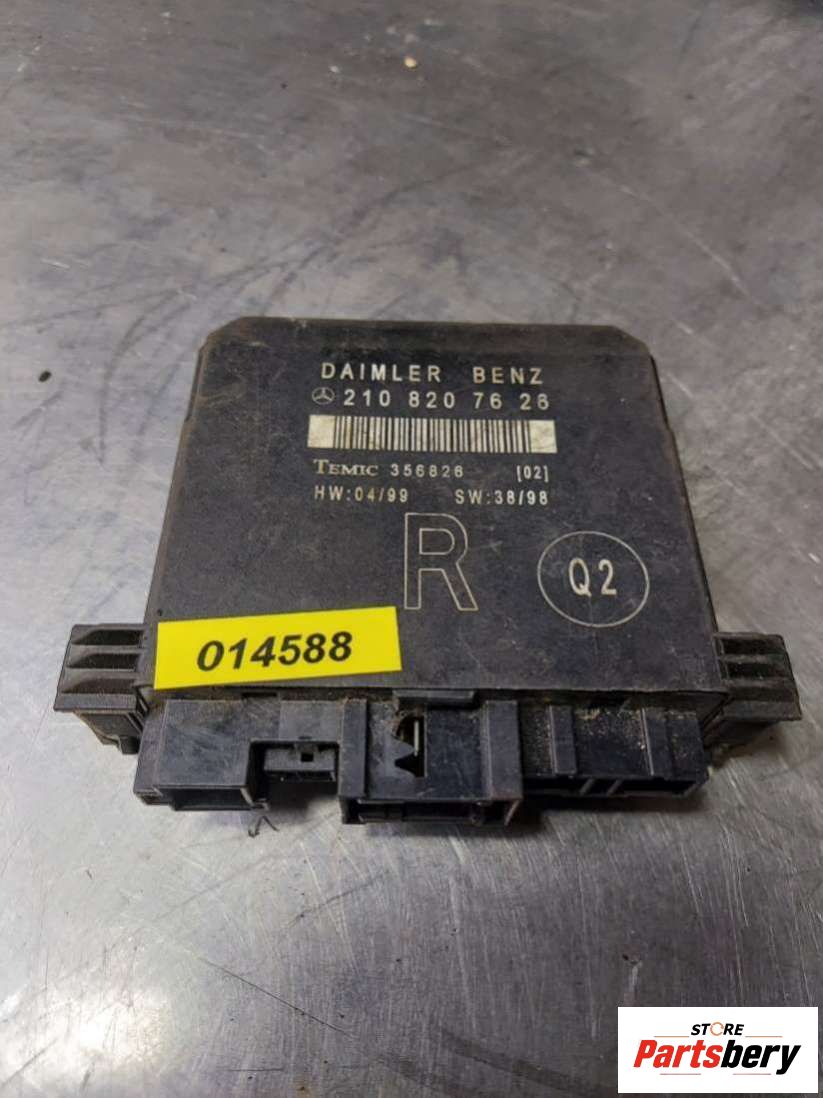 DAIMLER BENZ
210 820 76 26
TEMIC 356826 [02]
HW:04/99 SW:38/98
R
Q2
014588
STORE
Partsbery